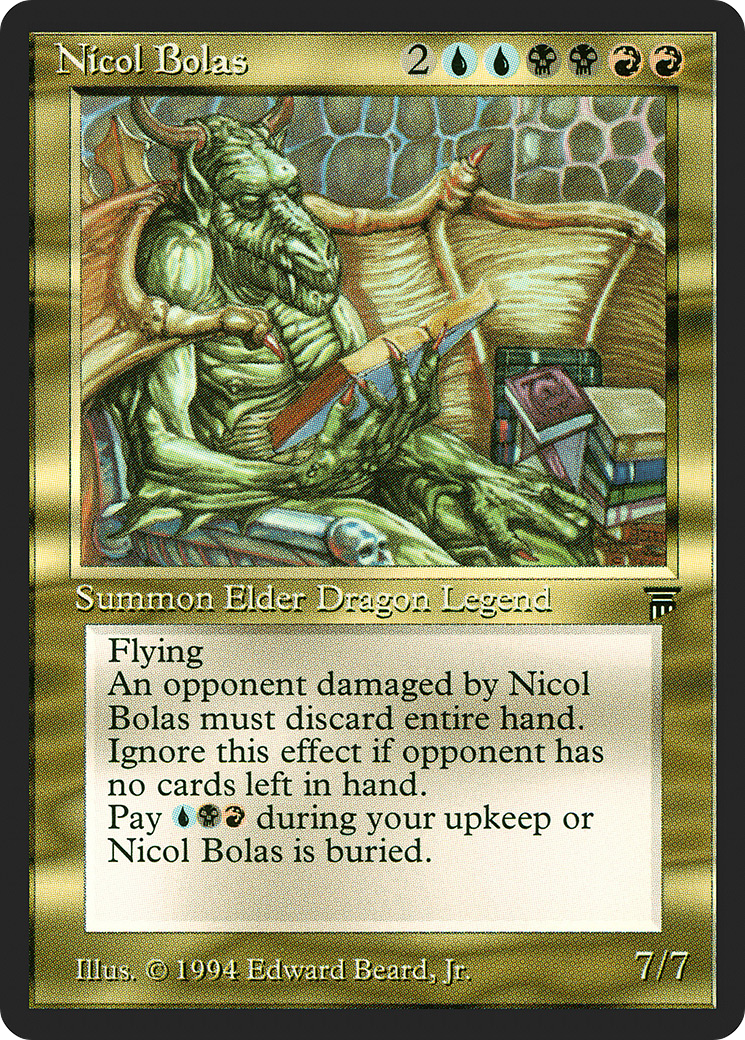 Nicol Bolas 2
Summon Elder Dragon Legend
Flying
An opponent damaged by Nicol
Bolas must discard entire hand.
Ignore this effect if opponent has
no cards left in hand.
Pay during your upkeep or
Nicol Bolas is buried.
Illus. © 1994 Edward Beard, Jr. 7/7